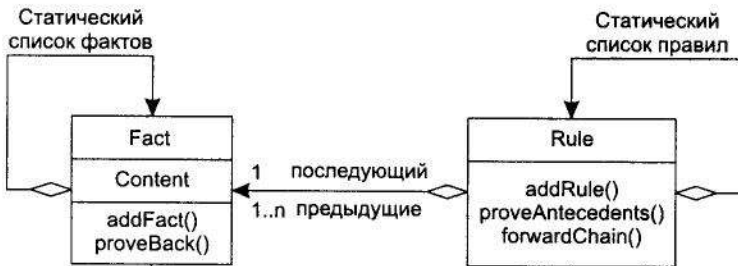 Статический
список фактов
Статический
список правил
Fact
Content
addFact()
proveBack()
1 последующий
1..n предыдущие
Rule
addRule()
proveAntecedents()
forwardChain()